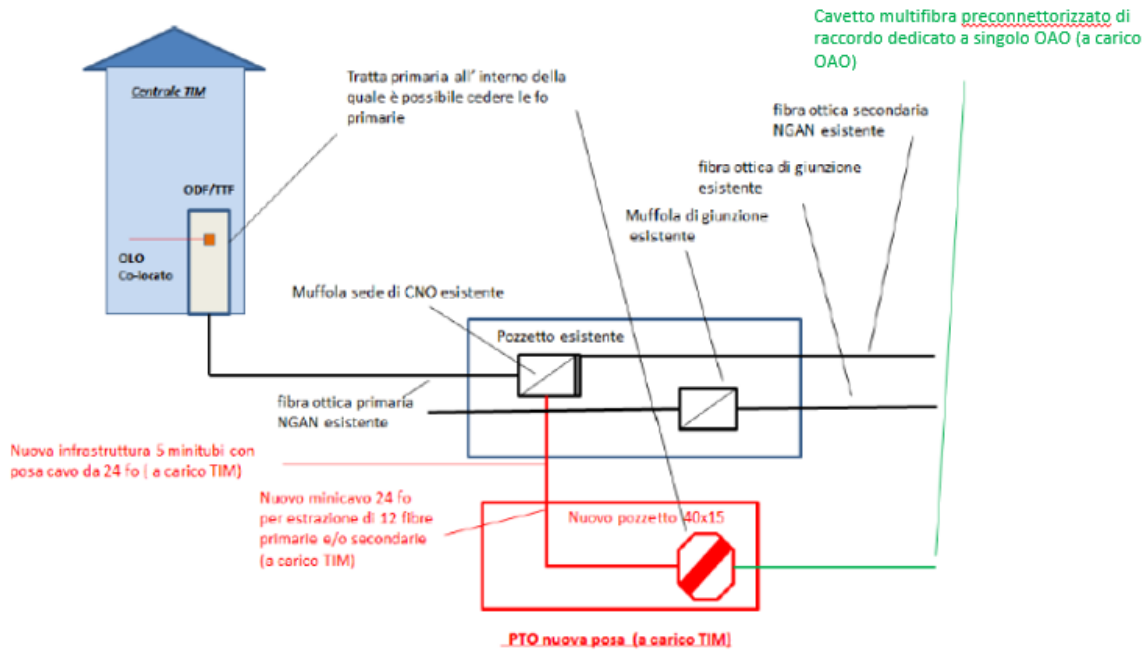 Cavetto multifibra preconnettorizzato di
raccordo dedicato a singolo OAO (a carico
OAO)
Centrale TIM
Tratta primaria all' interno della
quale è possibile cedere le fo
primarie
fibra ottica secondaria
NGAN esistente
fibra ottica di giunzione
esistente
ODF/TTF
Muffola di giunzione
esistente
OLO
Co-locato
Muffola sede di CNO esistente
Pozzetto esistente
fibra ottica primaria
NGAN esistente
Nuova infrastruttura 5 minitubi con
posa cavo da 24 fo ( a carico TIM)
Nuovo minicavo 24 fo
per estrazione di 12 fibre
primarie e/o secondarie
(a carico TIM)
Nuovo pozzetto 40x15
PTO nuova posa (a carico TIM)